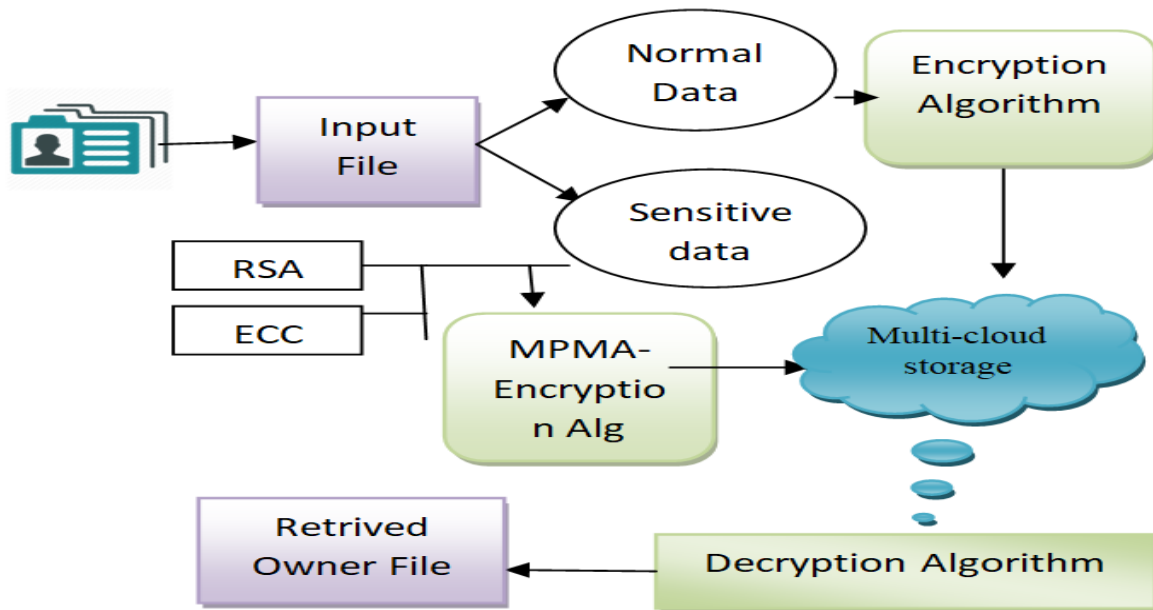 Normal
Data
Encryption
Algorithm
Input
File
Sensitive
data
RSA
ECC
MPMA-
Encryptio
n Alg
Multi-cloud
storage
Retrived
Owner File
Decryption Algorithm